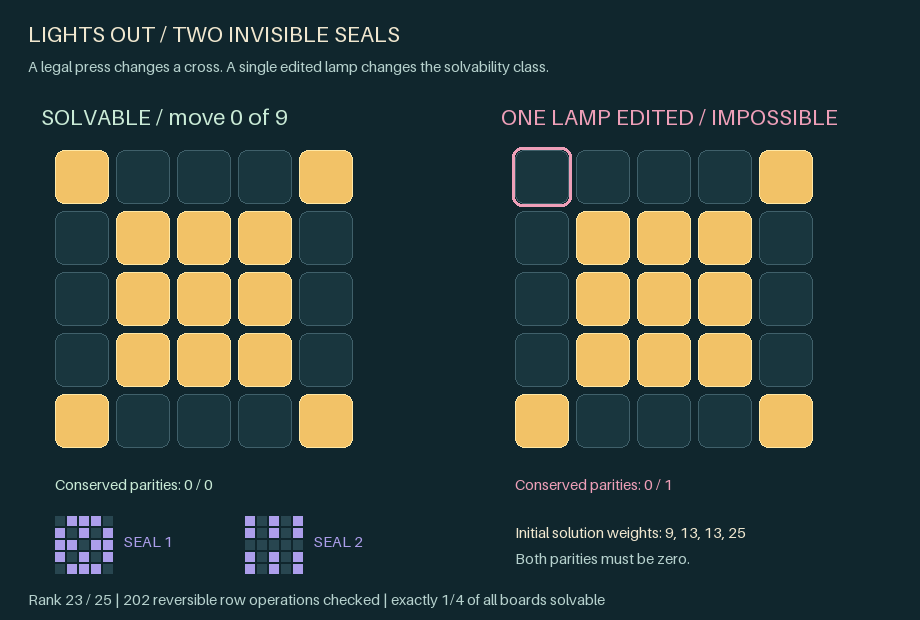 LIGHTS OUT / TWO INVISIBLE SEALS
A legal press changes a cross. A single edited lamp changes the solvability class.
SOLVABLE / move 0 of 9
ONE LAMP EDITED / IMPOSSIBLE
Conserved parities: 0 / 0
Conserved parities: 0 / 1
SEAL 1
SEAL 2
Initial solution weights: 9, 13, 13, 25
Both parities must be zero.
Rank 23 / 25 | 202 reversible row operations checked | exactly 1/4 of all boards solvable